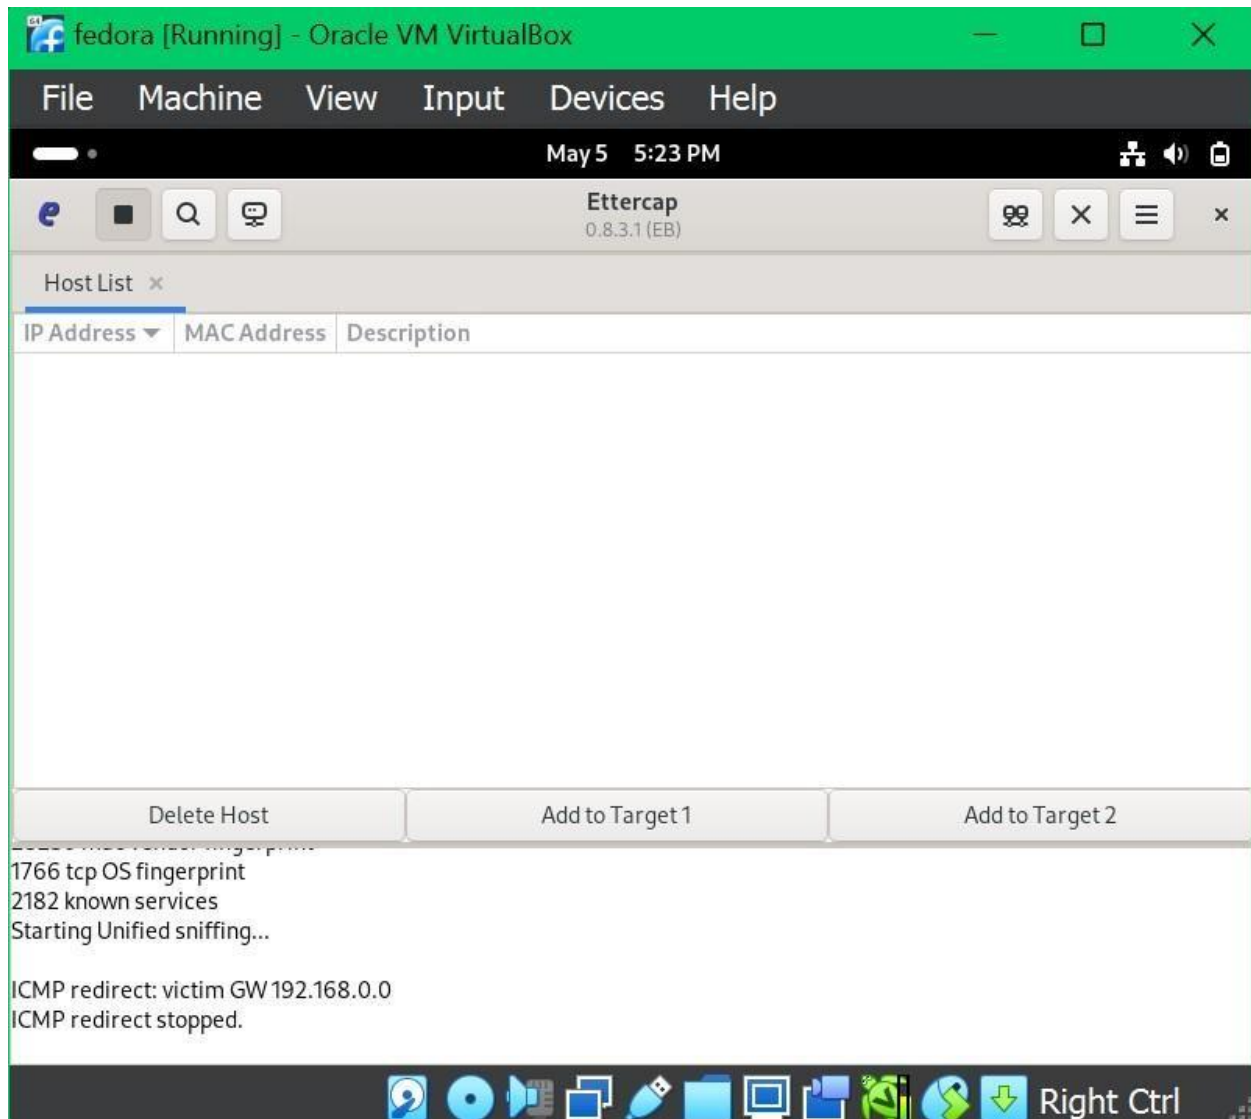 fedora [Running] - Oracle VM VirtualBox
File Machine View Input Devices Help
May 5 5:23 PM
Ettercap
0.8.3.1 (EB)
Host List
IP Address MAC Address Description
Delete Host Add to Target 1 Add to Target 2
1766 tcp OS fingerprint
2182 known services
Starting Unified sniffing...
ICMP redirect: victim GW 192.168.0.0
ICMP redirect stopped.
Right Ctrl